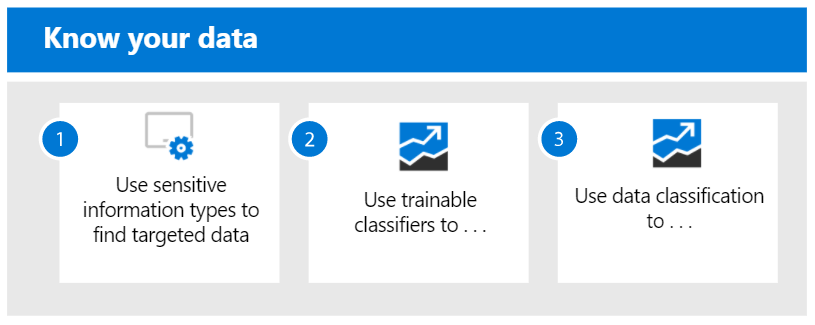 Know your data
1
Use sensitive
information types to
find targeted data
2
Use trainable
classifiers to . . .
3
Use data classification
to . . .